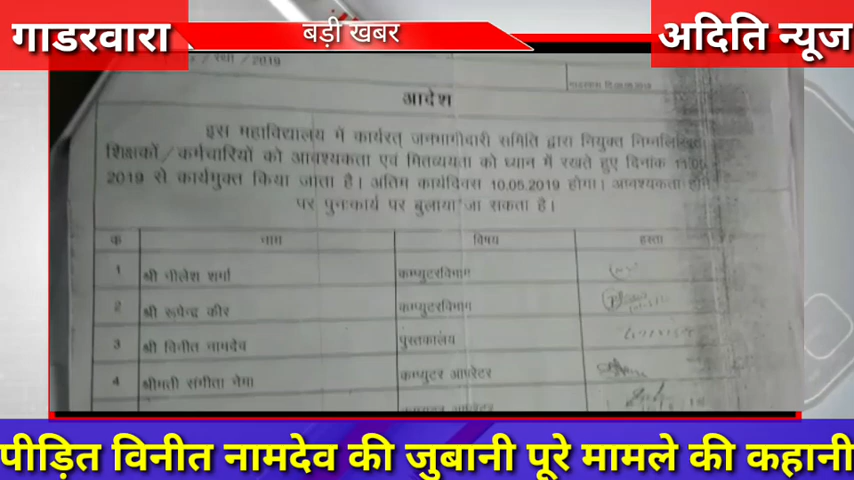 गाडरवारा
बड़ी खबर
अदिति न्यूज
/ स्था / 2019
आदेश
इस महाविद्यालय में कार्यरत् जनभागीदारी समिति द्वारा नियुक्त निम्नलिखित
शिक्षकों/कर्मचारियों को आवश्यकता एवं मितव्ययता को ध्यान में रखते हुए दिनांक
2019 से कार्यमुक्त किया जाता है। अंतिम कार्यदिवस 10.05.2019 होगा। आवश्यकता होने
पर पुनः कार्य पर बुलाया जा सकता है।
क नाम विषय हस्ता
1 श्री नीलेश शर्मा कम्प्युटरविभाग
2 श्री रूपेन्द्र कीर कम्प्युटरविभाग
3 श्री विनीत नामदेव पुस्तकालय
4 श्रीमती संगीता नेमा कम्प्युटर आपरेटर
पीड़ित विनीत नामदेव की जुबानी पूरे मामले की कहानी